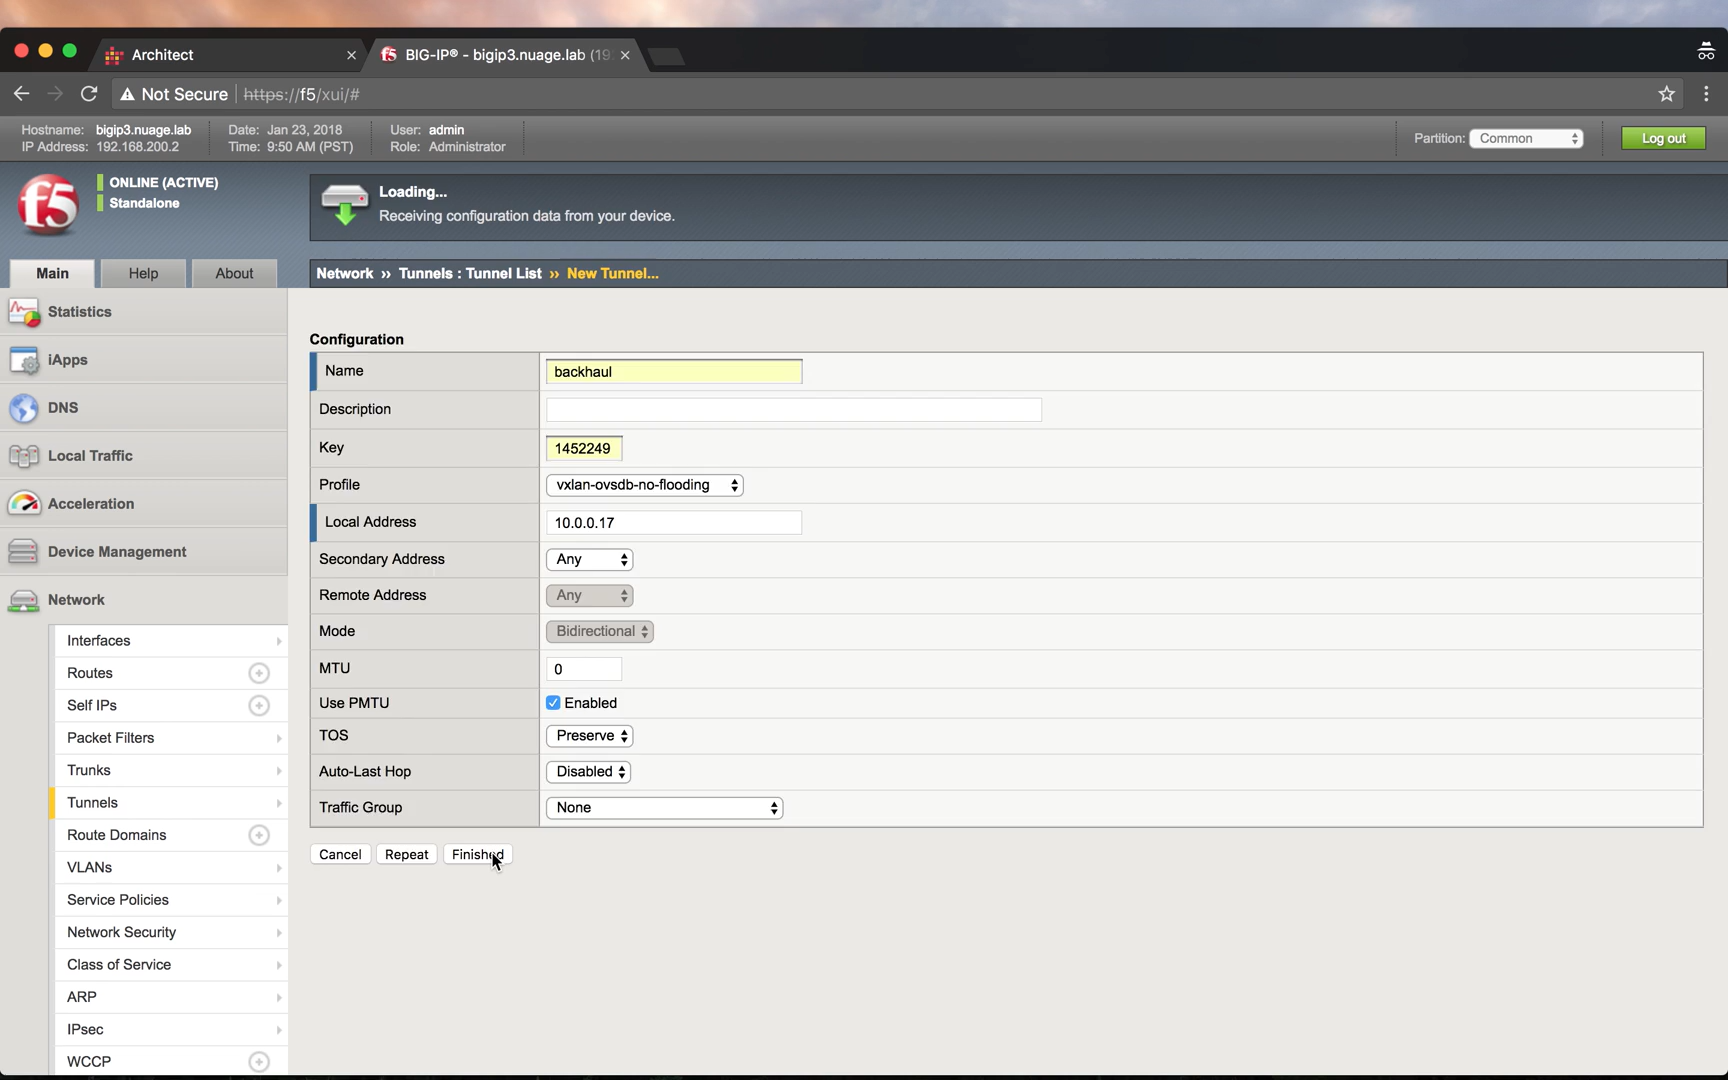 Architect
BIG-IP® - bigip3.nuage.lab (19
Not Secure https://f5/xui/#
Hostname: bigip3.nuage.lab
IP Address: 192.168.200.2
Date: Jan 23, 2018
Time: 9:50 AM (PST)
User: admin
Role: Administrator
Partition: Common
Log out
f5
ONLINE (ACTIVE)
Standalone
Loading...
Receiving configuration data from your device.
Main Help About
Network ›› Tunnels : Tunnel List ›› New Tunnel...
Statistics
iApps
DNS
Local Traffic
Acceleration
Device Management
Network
Interfaces
Routes
Self IPs
Packet Filters
Trunks
Tunnels
Route Domains
VLANs
Service Policies
Network Security
Class of Service
ARP
IPsec
WCCP
Configuration
Name backhaul
Description
Key 1452249
Profile vxlan-ovsdb-no-flooding
Local Address 10.0.0.17
Secondary Address Any
Remote Address Any
Mode Bidirectional
MTU 0
Use PMTU Enabled
TOS Preserve
Auto-Last Hop Disabled
Traffic Group None
Cancel Repeat Finished